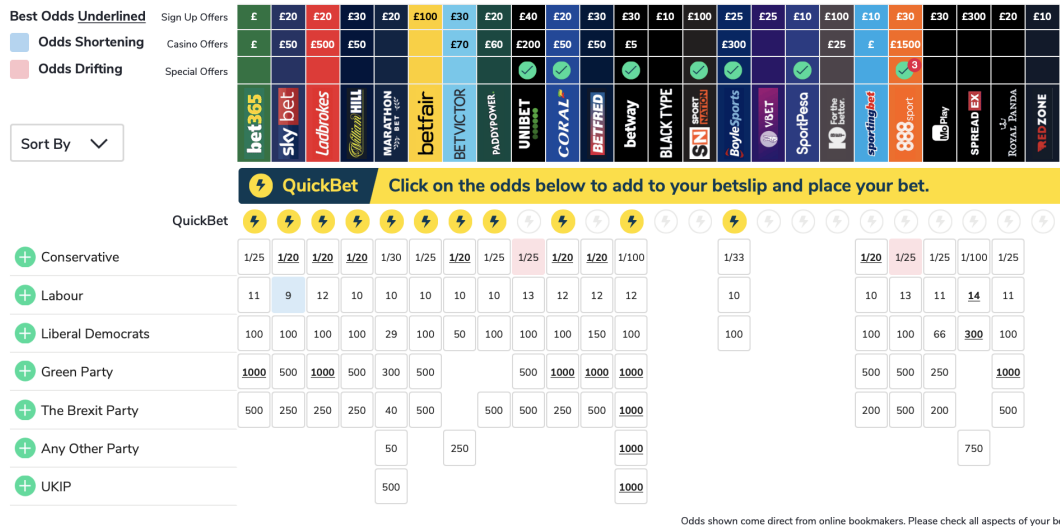 Best Odds Underlined
Odds Shortening
Odds Drifting
Sort By
Sign Up Offers £ £20 £20 £30 £20 £100 £30 £20 £40 £20 £30 £30 £10 £100 £25 £25 £10 £100 £10 £30 £30 £300 £20 £10
Casino Offers £ £50 £500 £50 £70 £60 £200 £50 £50 £5 £300 £25 £ £1500
Special Offers 3
bet365 sky bet Ladbrokes William HILL MARATHON BET betfair BETVICTOR PADDYPOWER. UNIBET CORAL BETFRED betway BLACK TYPE SN SPORT NATION BoyleSports VBET SportPesa 10 For the bettor. sportingbet 888sport MoPlay SPREAD EX ROYAL PANDA REDZONE
QuickBet Click on the odds below to add to your betslip and place your bet.
QuickBet
Conservative 1/25 1/20 1/20 1/20 1/30 1/25 1/20 1/25 1/25 1/20 1/20 1/100 1/33 1/20 1/25 1/25 1/100 1/25
Labour 11 9 12 10 10 10 10 10 13 12 12 12 10 10 13 11 14 11
Liberal Democrats 100 100 100 100 29 100 50 100 100 100 150 100 100 100 100 66 300 100
Green Party 1000 500 1000 500 300 500 500 1000 1000 1000 500 500 250 1000
The Brexit Party 500 250 250 250 40 500 500 500 250 500 1000 200 500 200 500
Any Other Party 50 250 1000 750
UKIP 500 1000
Odds shown come direct from online bookmakers. Please check all aspects of your